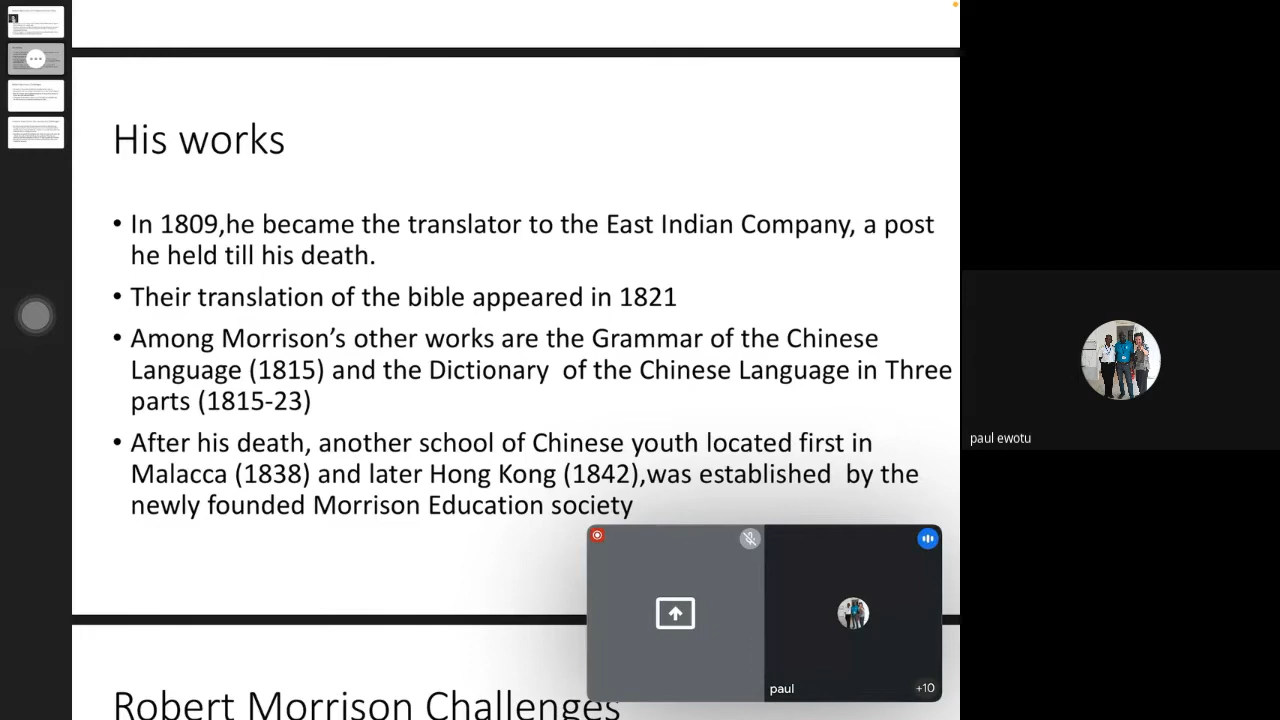 His works
• In 1809,he became the translator to the East Indian Company, a post
he held till his death.
• Their translation of the bible appeared in 1821
• Among Morrison’s other works are the Grammar of the Chinese
Language (1815) and the Dictionary  of the Chinese Language in Three
parts (1815-23)
• After his death, another school of Chinese youth located first in
Malacca (1838) and later Hong Kong (1842),was established  by the
newly founded Morrison Education society
paul ewotu
paul
+10
Robert Morrison Challenges